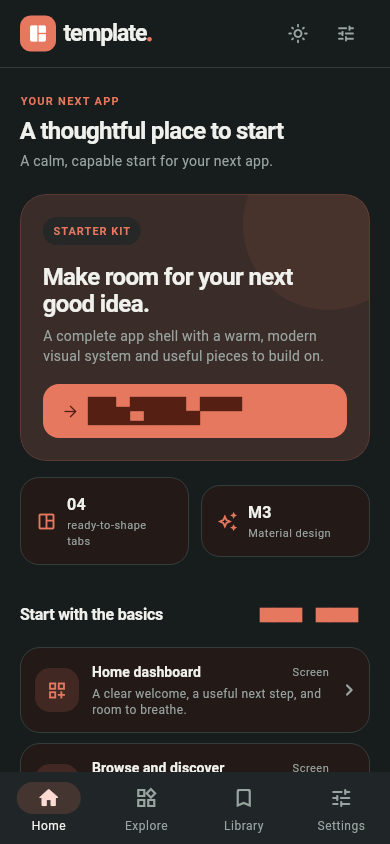 template.
YOUR NEXT APP
A thoughtful place to start
A calm, capable start for your next app.
STARTER KIT
Make room for your next
good idea.
A complete app shell with a warm, modern
visual system and useful pieces to build on.
04
ready-to-shape
tabs
M3
Material design
Start with the basics
Home dashboard
Screen
A clear welcome, a useful next step, and
room to breathe.
Browse and discover
Screen
Home
Explore
Library
Settings